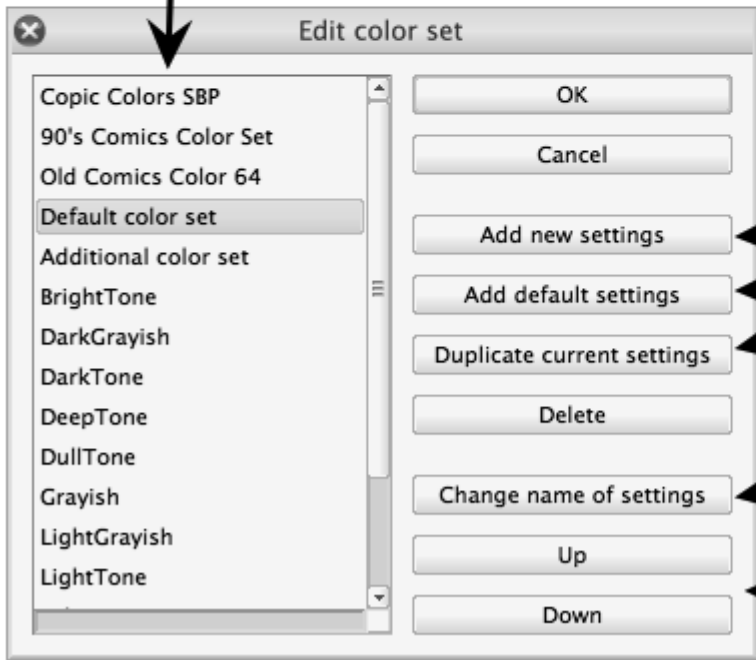 Edit color set
Copic Colors SBP
90's Comics Color Set
Old Comics Color 64
Default color set
Additional color set
BrightTone
DarkGrayish
DarkTone
DeepTone
DullTone
Grayish
LightGrayish
LightTone
OK
Cancel
Add new settings
Add default settings
Duplicate current settings
Delete
Change name of settings
Up
Down